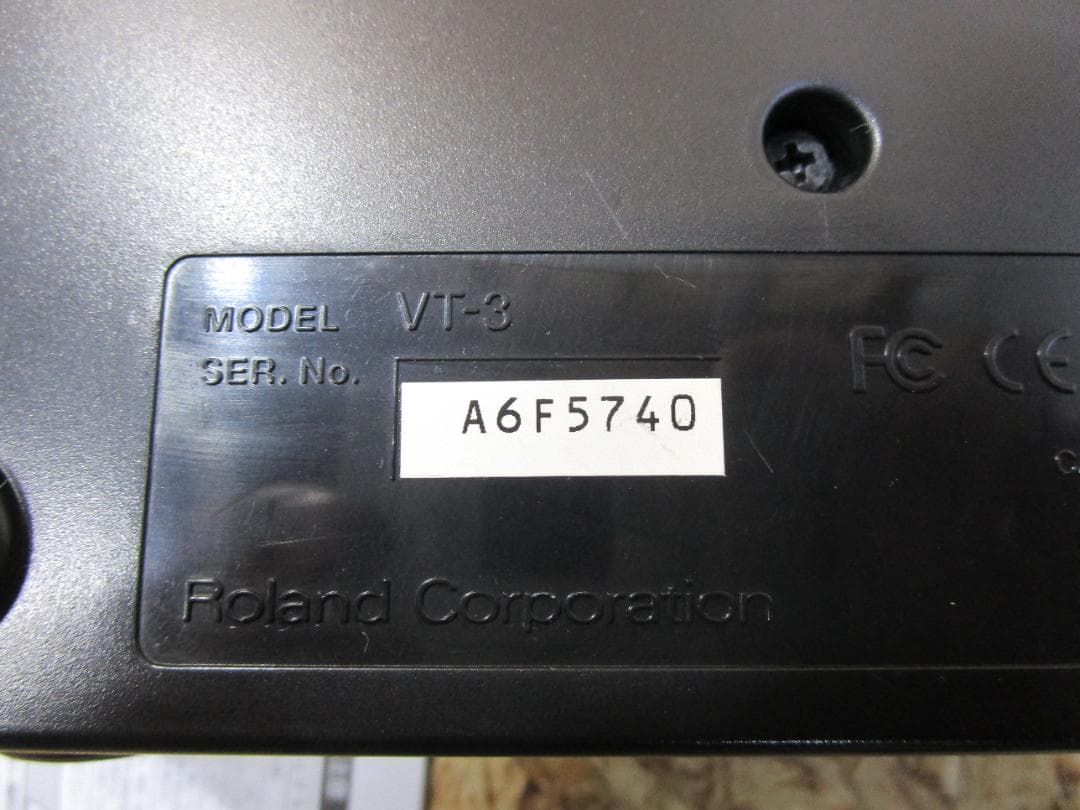 MODEL VT-3
SER. No.
A6F5740
FC CE
Roland Corporation